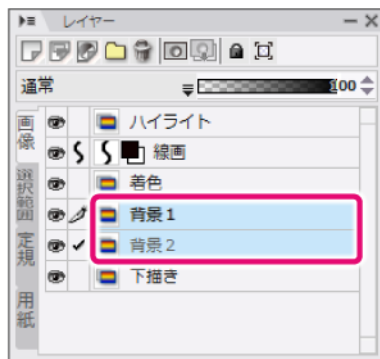 レイヤー
通常 100
画像
選択範囲
定規
用紙
ハイライト
線画
着色
背景1
背景2
下描き